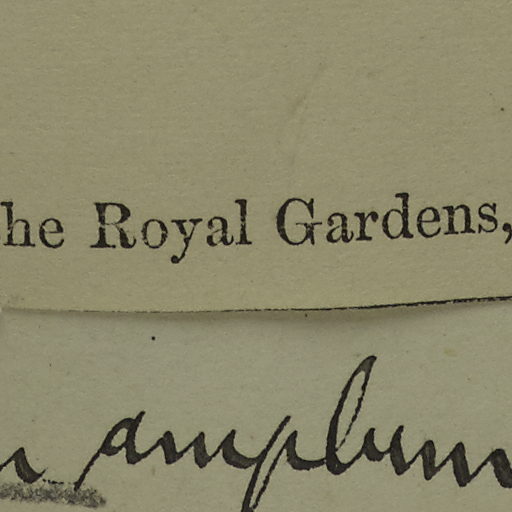 he Royal Gardens,
amplum